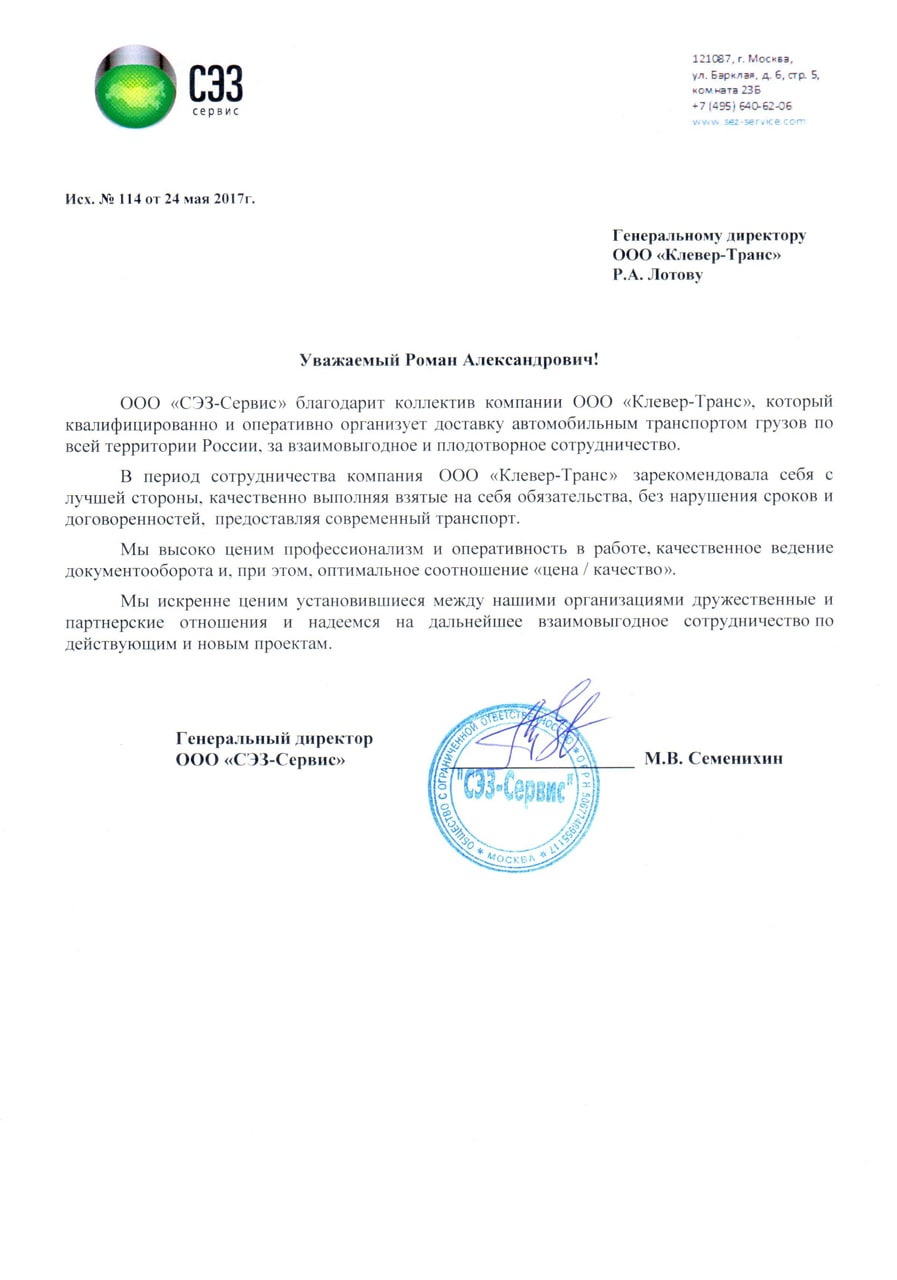 СЭЗ
сервис
121087, г. Москва,
ул. Барклая, д. 6, стр. 5,
комната 23Б
+7 (495) 640-62-06
www.sez-service.com
Исх. № 114 от 24 мая 2017г.
Генеральному директору
ООО «Клевер-Транс»
Р.А. Лотову
Уважаемый Роман Александрович!
ООО «СЭЗ-Сервис» благодарит коллектив компании ООО «Клевер-Транс», который
квалифицированно и оперативно организует доставку автомобильным транспортом грузов по
всей территории России, за взаимовыгодное и плодотворное сотрудничество.
В период сотрудничества компания ООО «Клевер-Транс» зарекомендовала себя с
лучшей стороны, качественно выполняя взятые на себя обязательства, без нарушения сроков и
договоренностей, предоставляя современный транспорт.
Мы высоко ценим профессионализм и оперативность в работе, качественное ведение
документооборота и, при этом, оптимальное соотношение «цена / качество».
Мы искренне ценим установившиеся между нашими организациями дружественные и
партнерские отношения и надеемся на дальнейшее взаимовыгодное сотрудничество по
действующим и новым проектам.
Генеральный директор
ООО «СЭЗ-Сервис»
М.В. Семенихин
ОБЩЕСТВО С ОГРАНИЧЕННОЙ ОТВЕТСТВЕННОСТЬЮ * ОГРН 5067746955117
* МОСКВА *
"СЭЗ-Сервис"